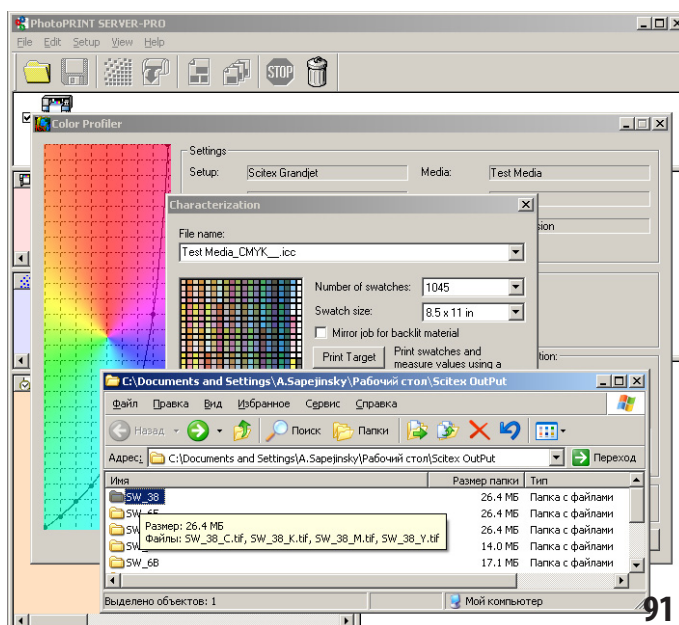 PhotoPRINT SERVER-PRO
File Edit Setup View Help
STOP
Color Profiler
Settings
Setup: Scitex Grandjet Media: Test Media
Characterization
sion
File name:
Test Media_CMYK__.icc
Number of swatches: 1045
Swatch size: 8.5 x 11 in
Mirror job for backlit material
Print Target Print swatches and
measure values using a
tion:
C:\Documents and Settings\A.Sapejinsky\Рабочий стол\Scitex OutPut
Файл Правка Вид Избранное Сервис Справка
Назад Поиск Папки
Адрес: C:\Documents and Settings\A.Sapejinsky\Рабочий стол\Scitex OutPut Переход
Имя Размер папки Тип
SW_38 26.4 МБ Папка с файлами
SW_6F 26.4 МБ Папка с файлами
SW 26.4 МБ Папка с файлами
SW_ 14.0 МБ Папка с файлами
SW_6B 17.1 МБ Папка с файлами
Размер: 26.4 МБ
Файлы: SW_38_C.tif, SW_38_K.tif, SW_38_M.tif, SW_38_Y.tif
Выделено объектов: 1 Мой компьютер
91